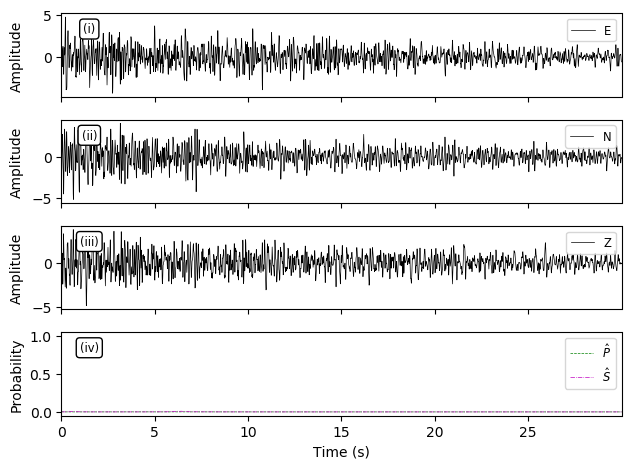 5
0
Amplitude
(i)
E
0
−5
Amplitude
(ii)
N
0
−5
Amplitude
(iii)
Z
1.0
0.5
0.0
Probability
(iv)
P̂
Ŝ
0 5 10 15 20 25
Time (s)